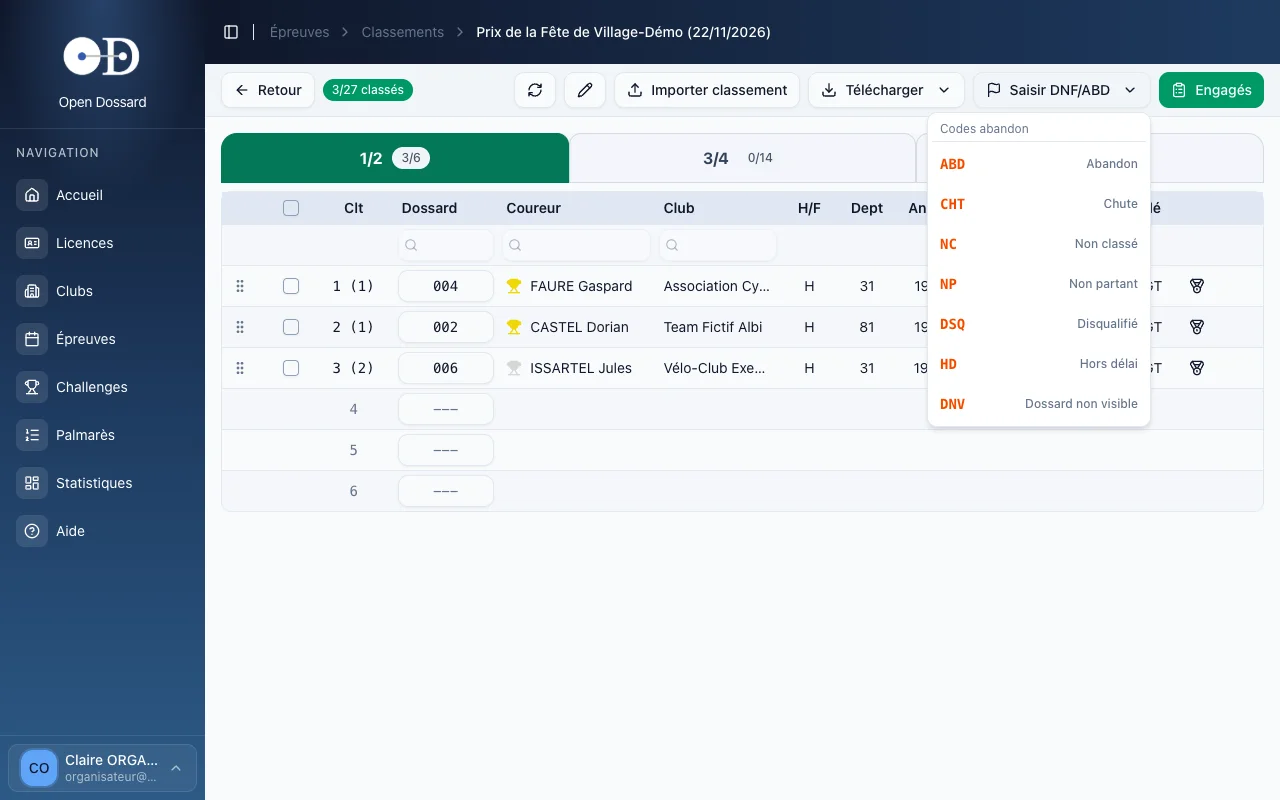 Épreuves > Classements > Prix de la Fête de Village-Démo (22/11/2026)
OD
Open Dossard
NAVIGATION
Accueil
Licences
Clubs
Épreuves
Challenges
Palmarès
Statistiques
Aide
Claire ORGA...
organisateur@...
CO
Retour 3/27 classés Importer classement Télécharger Saisir DNF/ABD Engagés
1/2 3/6 3/4 0/14
Clt Dossard Coureur Club H/F Dept
1 (1) 004 FAURE Gaspard Association Cy... H 31
2 (1) 002 CASTEL Dorian Team Fictif Albi H 81
3 (2) 006 ISSARTEL Jules Vélo-Club Exe... H 31
4 ---
5 ---
6 ---
Codes abandon
ABD Abandon
CHT Chute
NC Non classé
NP Non partant
DSQ Disqualifié
HD Hors délai
DNV Dossard non visible